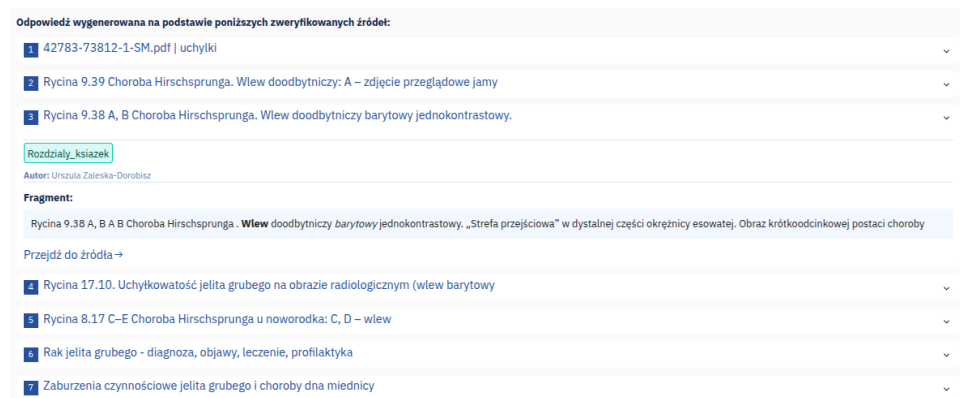 Odpowiedź wygenerowana na podstawie poniższych zweryfikowanych źródeł:
1 42783-73812-1-SM.pdf | uchylki
2 Rycina 9.39 Choroba Hirschsprunga. Wlew doodbytniczy: A – zdjęcie przeglądowe jamy
3 Rycina 9.38 A, B Choroba Hirschsprunga. Wlew doodbytniczy barytowy jednokontrastowy.
Rozdzialy_ksiazek
Autor: Urszula Zaleska-Dorobisz
Fragment:
Rycina 9.38 A, B A B Choroba Hirschsprunga . Wlew doodbytniczy barytowy jednokontrastowy. „Strefa przejściowa” w dystalnej części okrężnicy esowatej. Obraz krótkoodcinkowej postaci choroby
Przejdź do źródła→
4 Rycina 17.10. Uchyłkowatość jelita grubego na obrazie radiologicznym (wlew barytowy
5 Rycina 8.17 C–E Choroba Hirschsprunga u noworodka: C, D – wlew
6 Rak jelita grubego - diagnoza, objawy, leczenie, profilaktyka
7 Zaburzenia czynnościowe jelita grubego i choroby dna miednicy